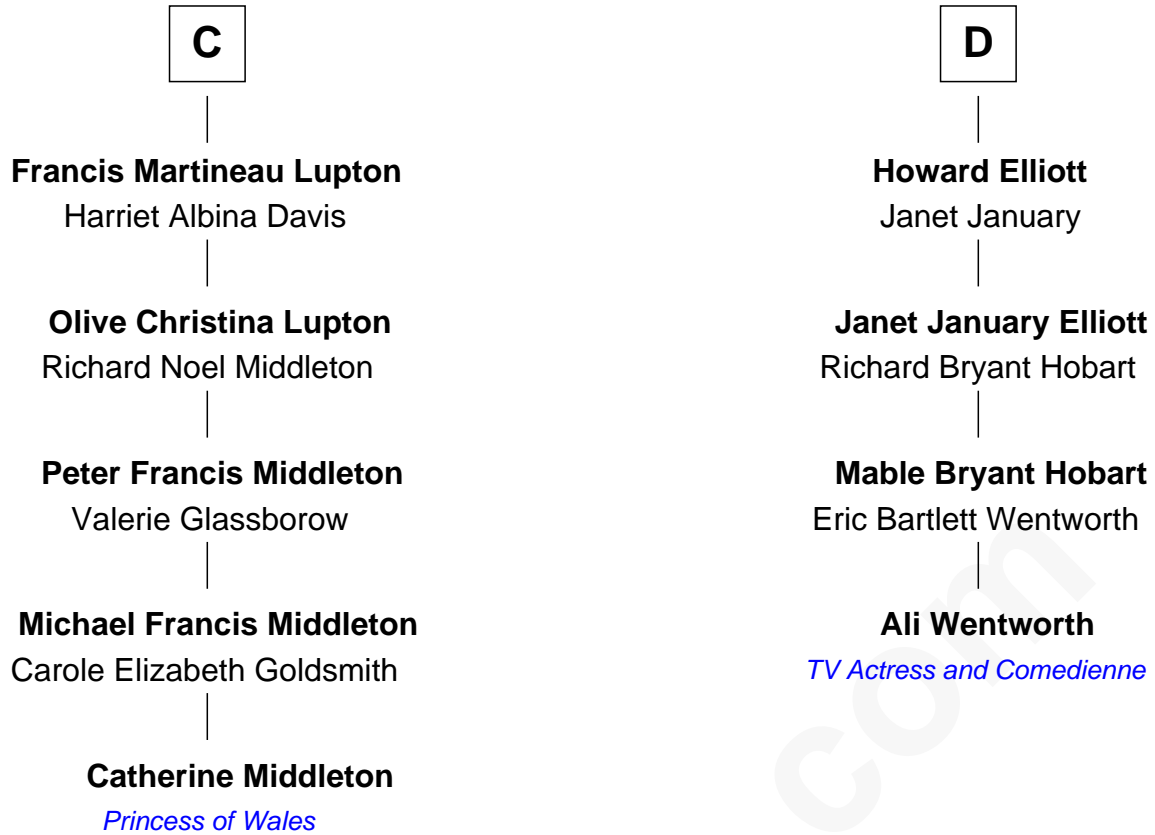 C
Francis Martineau Lupton
Harriet Albina Davis
Olive Christina Lupton
Richard Noel Middleton
Peter Francis Middleton
Valerie Glassborow
Michael Francis Middleton
Carole Elizabeth Goldsmith
Catherine Middleton
Princess of Wales
D
Howard Elliott
Janet January
Janet January Elliott
Richard Bryant Hobart
Mable Bryant Hobart
Eric Bartlett Wentworth
Ali Wentworth
TV Actress and Comedienne
com